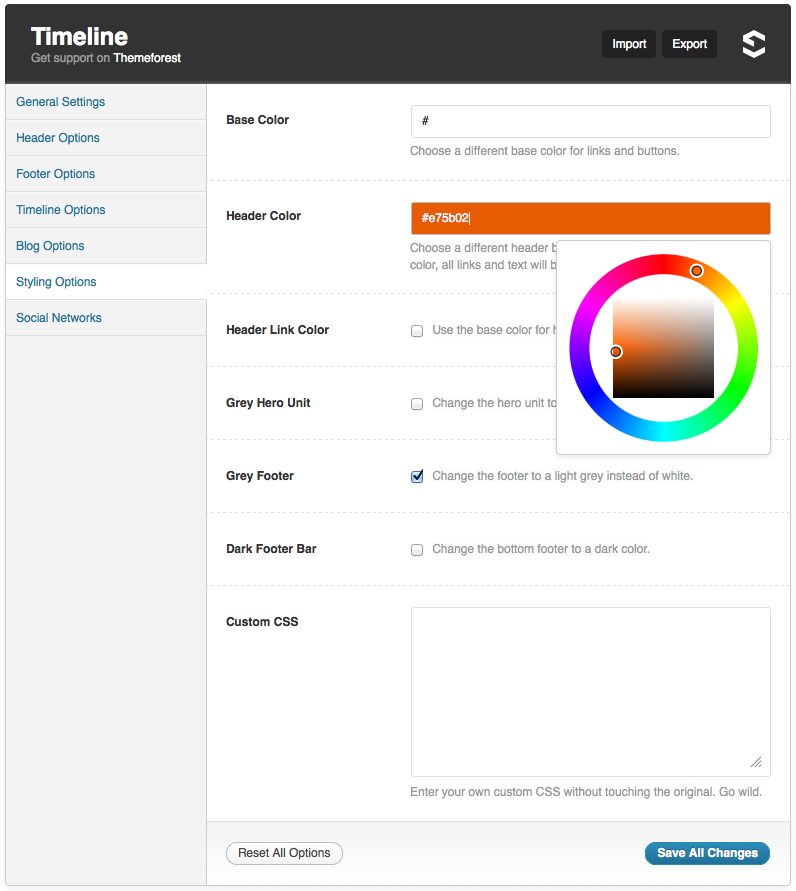 Timeline
Get support on Themeforest
Import
Export
General Settings
Header Options
Footer Options
Timeline Options
Blog Options
Styling Options
Social Networks
Base Color
#
Choose a different base color for links and buttons.
Header Color
#e75b02
Choose a different header
color, all links and text will
Header Link Color
Use the base color for
Grey Hero Unit
Change the hero unit to
Grey Footer
Change the footer to a light grey instead of white.
Dark Footer Bar
Change the bottom footer to a dark color.
Custom CSS
Enter your own custom CSS without touching the original. Go wild.
Reset All Options
Save All Changes